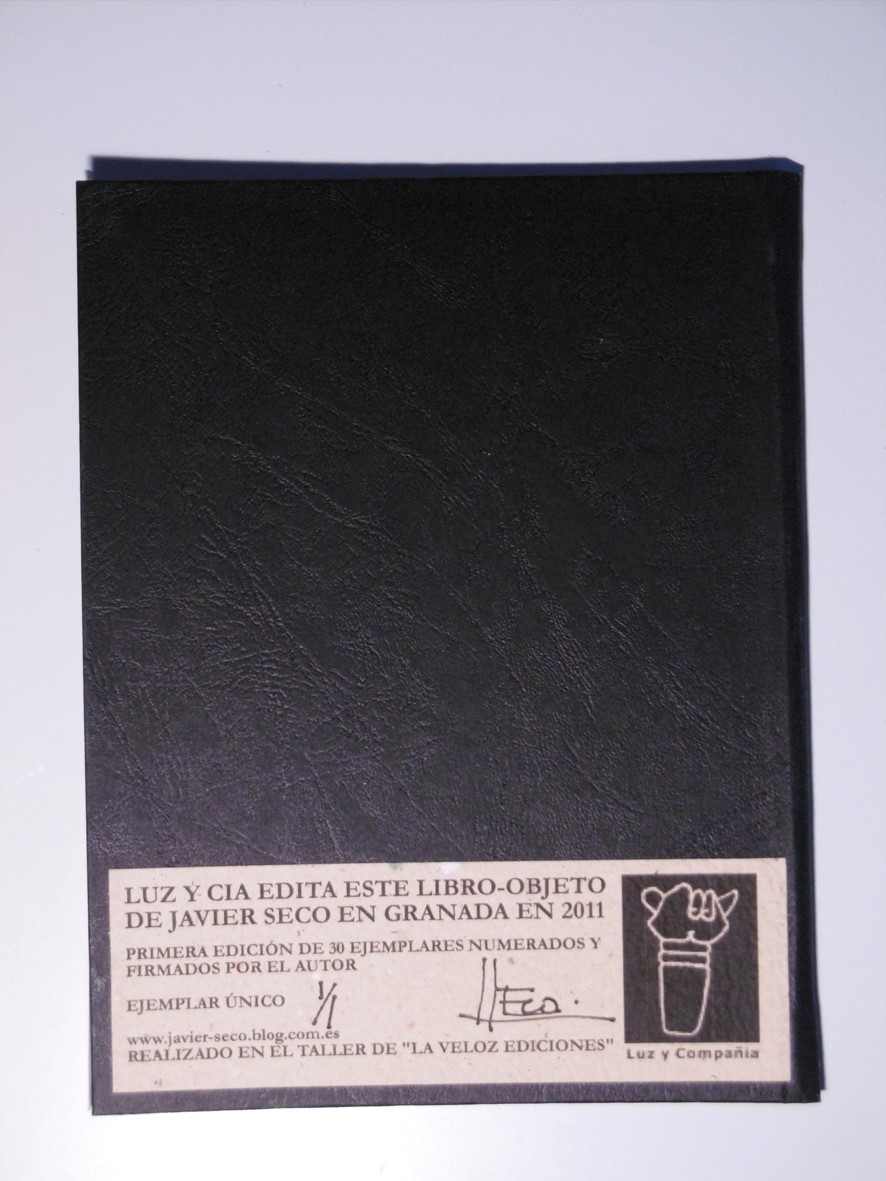 LUZ Y CIA EDITA ESTE LIBRO-OBJETO
DE JAVIER SECO EN GRANADA EN 2011
PRIMERA EDICIÓN DE 30 EJEMPLARES NUMERADOS Y
FIRMADOS POR EL AUTOR
EJEMPLAR ÚNICO 1/1
www.javier-seco.blog.com.es
REALIZADO EN EL TALLER DE "LA VELOZ EDICIONES"
Luz y Compañia